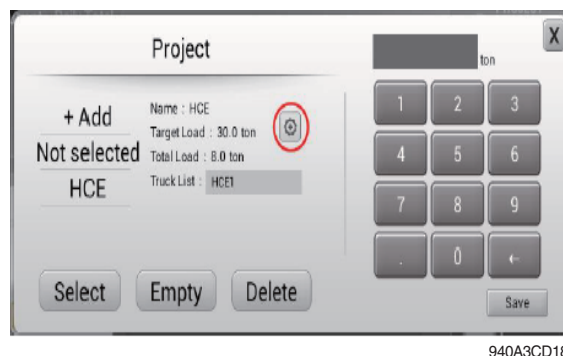 Project
+ Add
Not selected
HCE
Name : HCE
Target Load : 30.0 ton
Total Load : 8.0 ton
Truck List : HCE1
Select Empty Delete
ton
X
1 2 3
4 5 6
7 8 9
. 0 ←
Save
940A3CD18